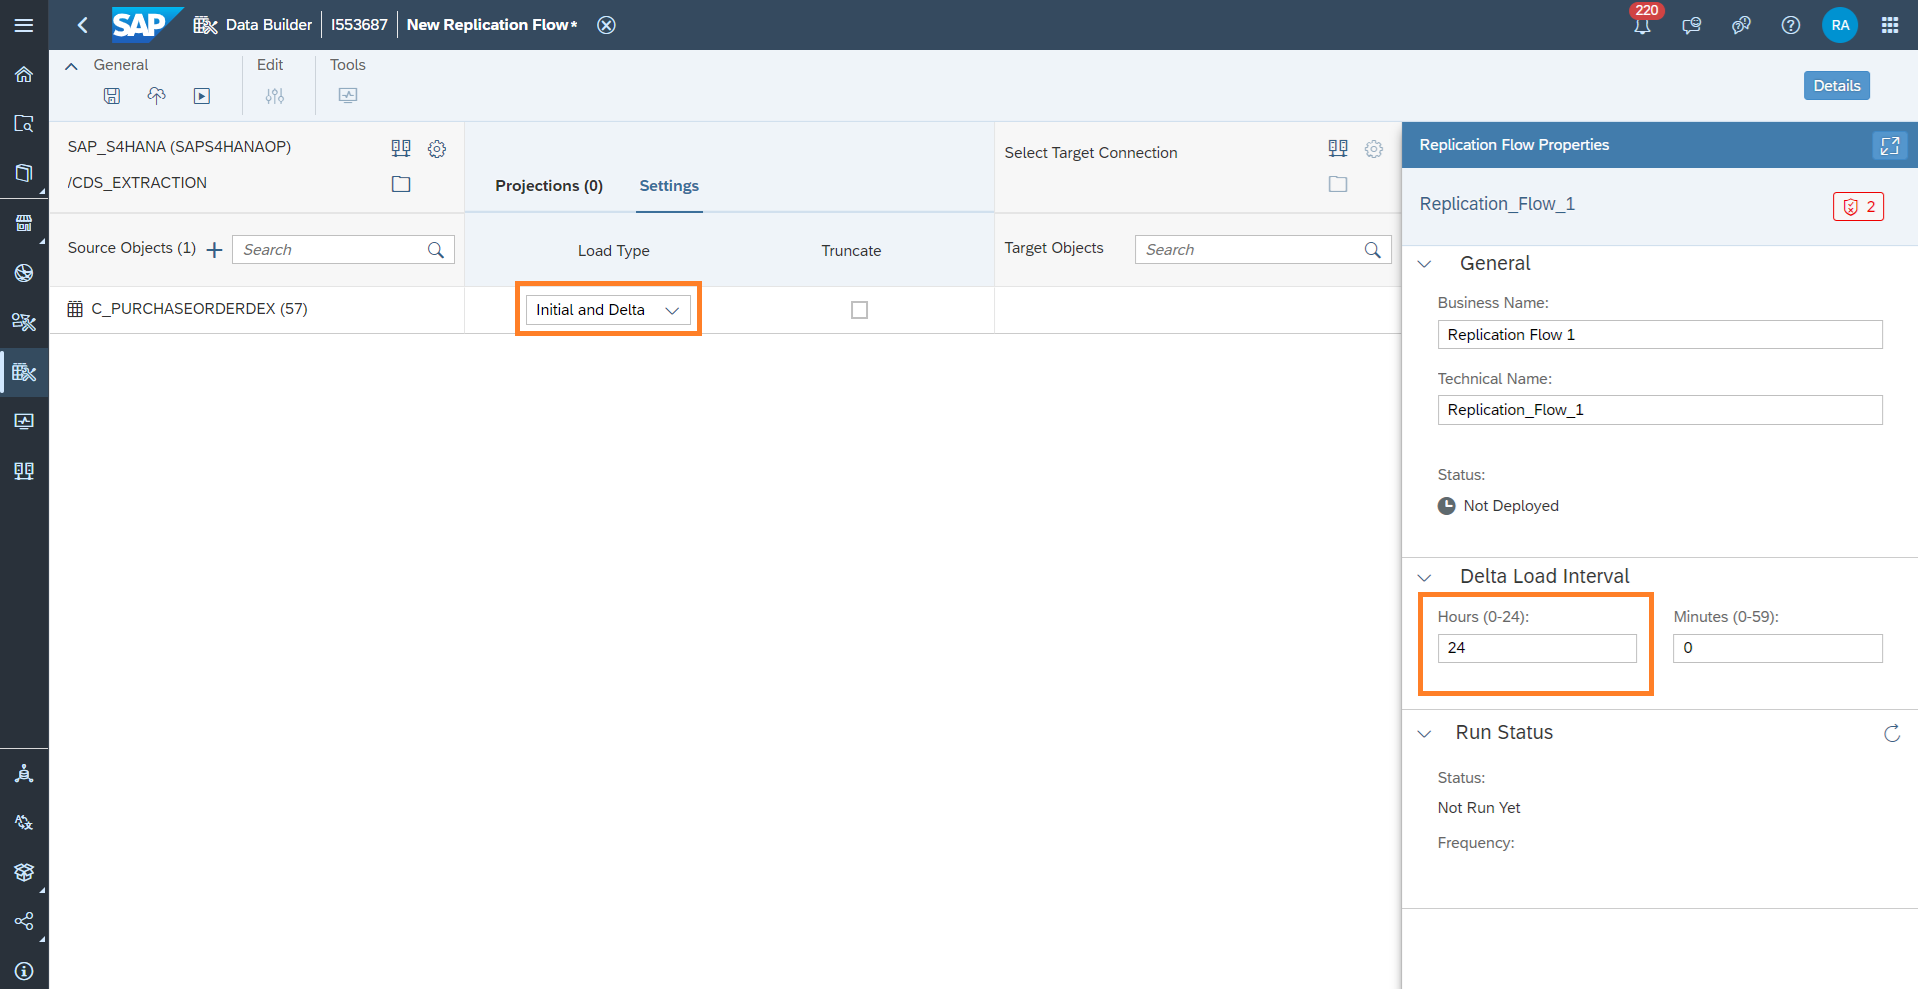 SAP Data Builder I553687 New Replication Flow* 220 RA
General Edit Tools
Details
SAP_S4HANA (SAPS4HANAOP)
/CDS_EXTRACTION
Projections (0) Settings
Select Target Connection
Source Objects (1) Search
Load Type Truncate
Target Objects Search
C_PURCHASEORDERDEX (57) Initial and Delta
Replication Flow Properties
Replication_Flow_1 2
General
Business Name:
Replication Flow 1
Technical Name:
Replication_Flow_1
Status:
Not Deployed
Delta Load Interval
Hours (0-24): Minutes (0-59):
24 0
Run Status
Status:
Not Run Yet
Frequency: